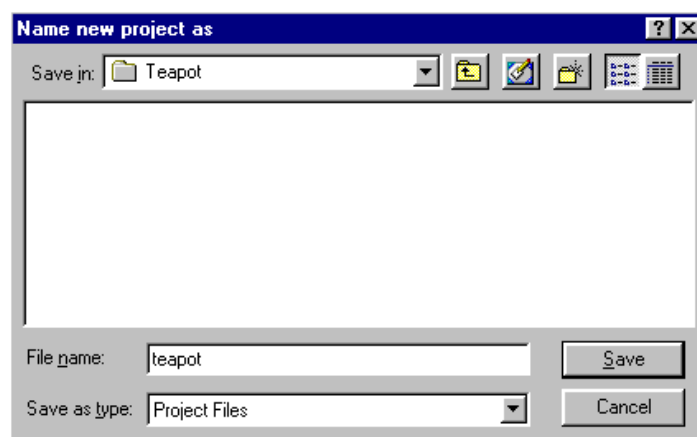 Name new project as
Save in: Teapot
File name: teapot Save
Save as type: Project Files Cancel